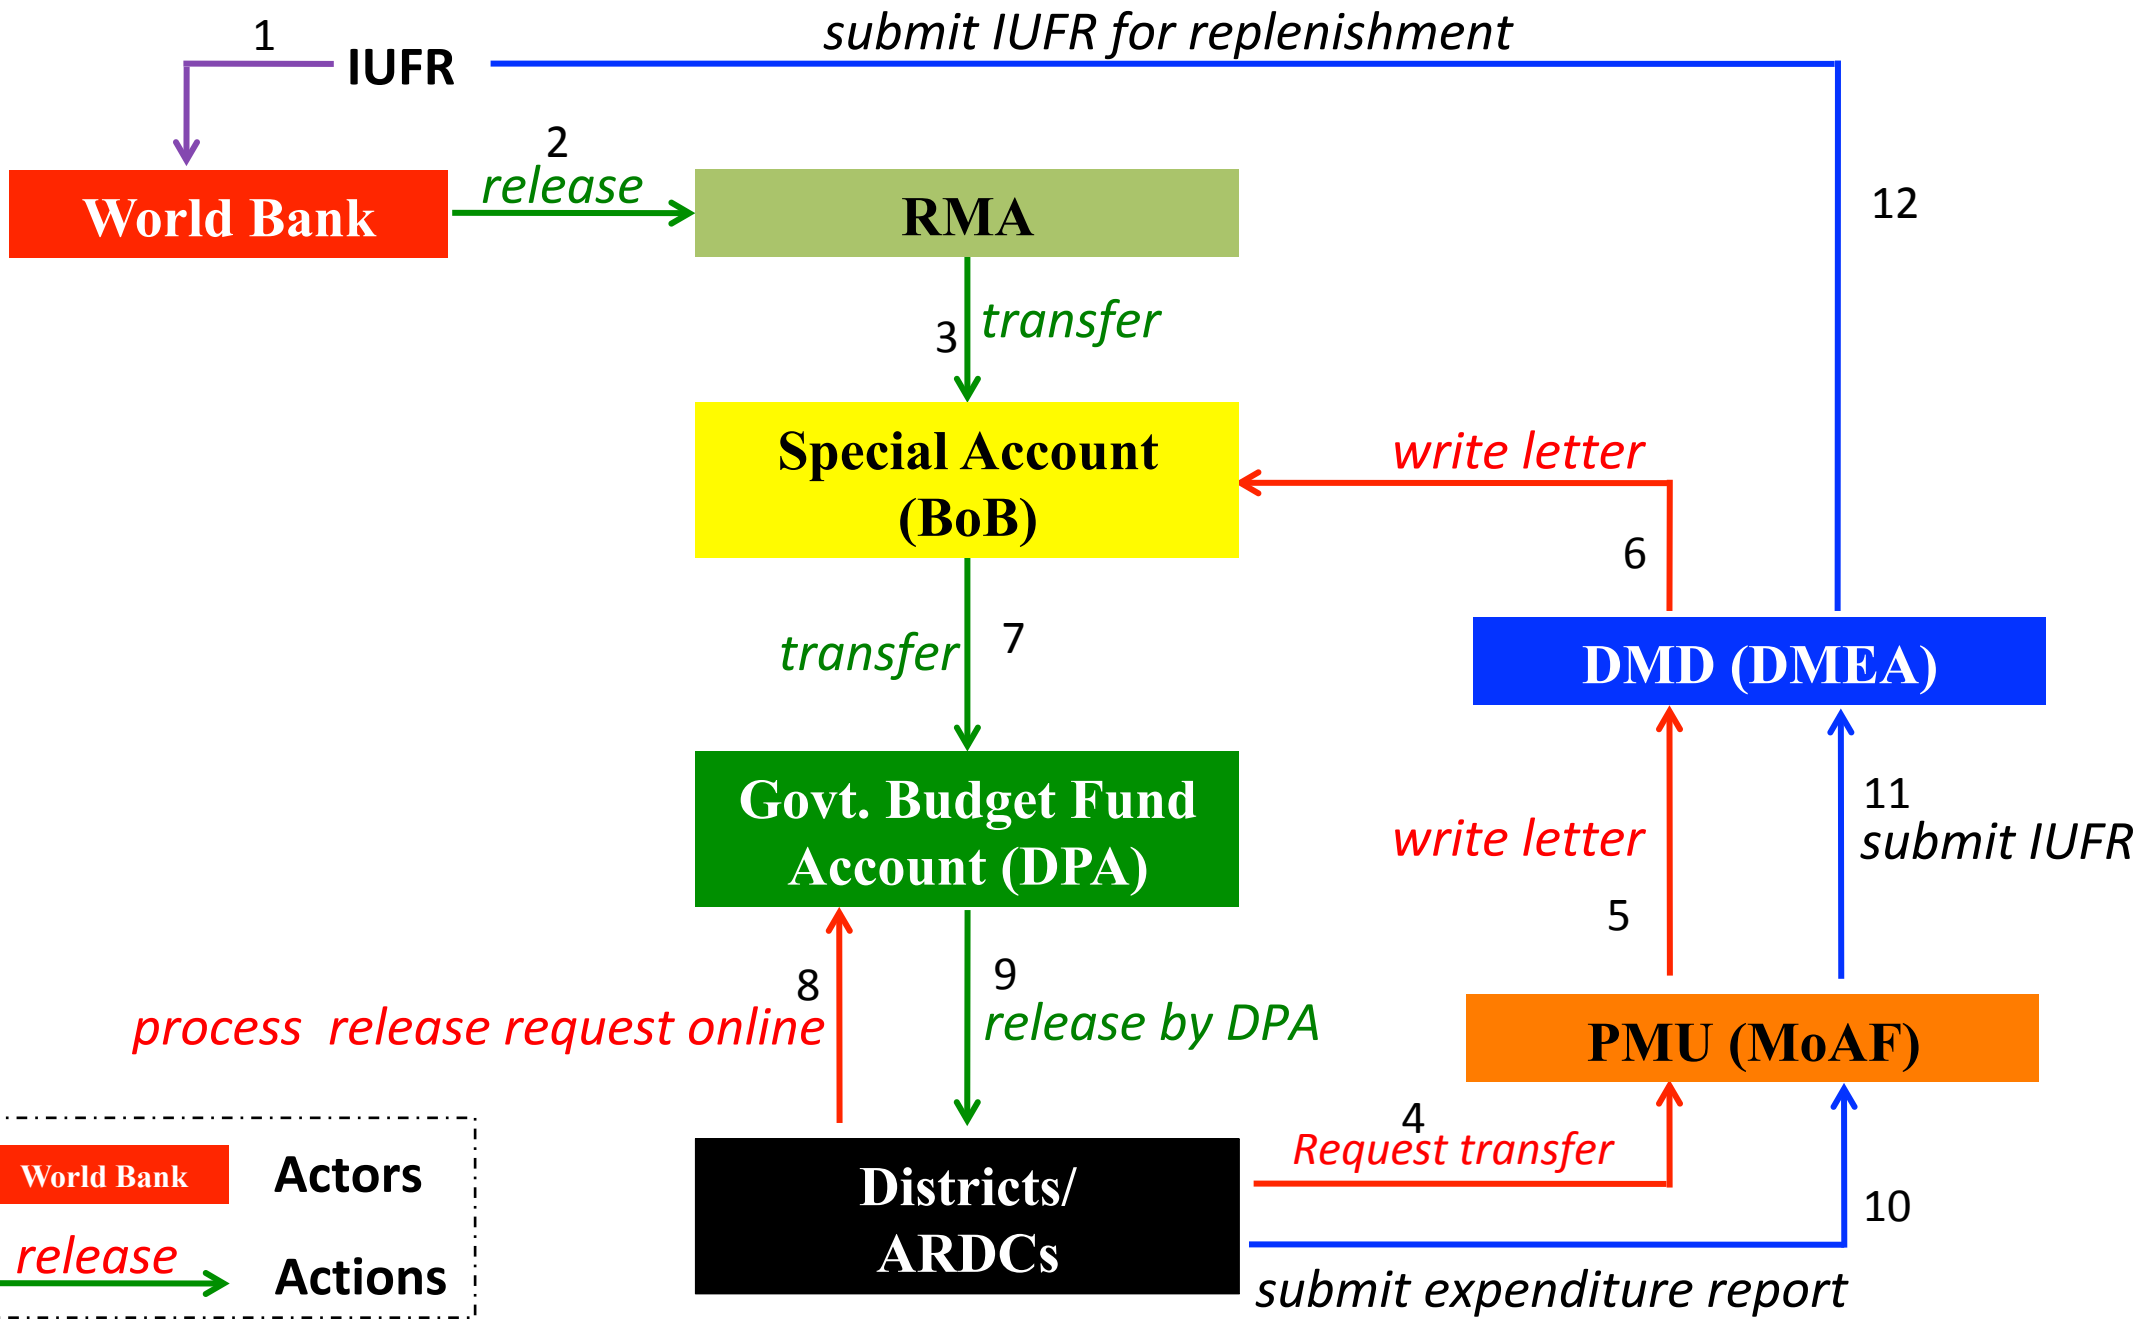 submit IUFR for replenishment
1
IUFR
2
release
World Bank
RMA
12
3
transfer
Special Account
(BoB)
write letter
6
7
transfer
DMD (DMEA)
Govt. Budget Fund
Account (DPA)
11
submit IUFR
write letter
5
8
9
process release request online
release by DPA
PMU (MoAF)
4
Request transfer
World Bank
Actors
Districts/
ARDCs
10
release
Actions
submit expenditure report